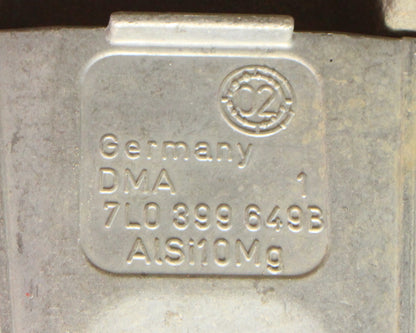 02
Germany
DMA 1
7L0 399 649B
AlSi10Mg